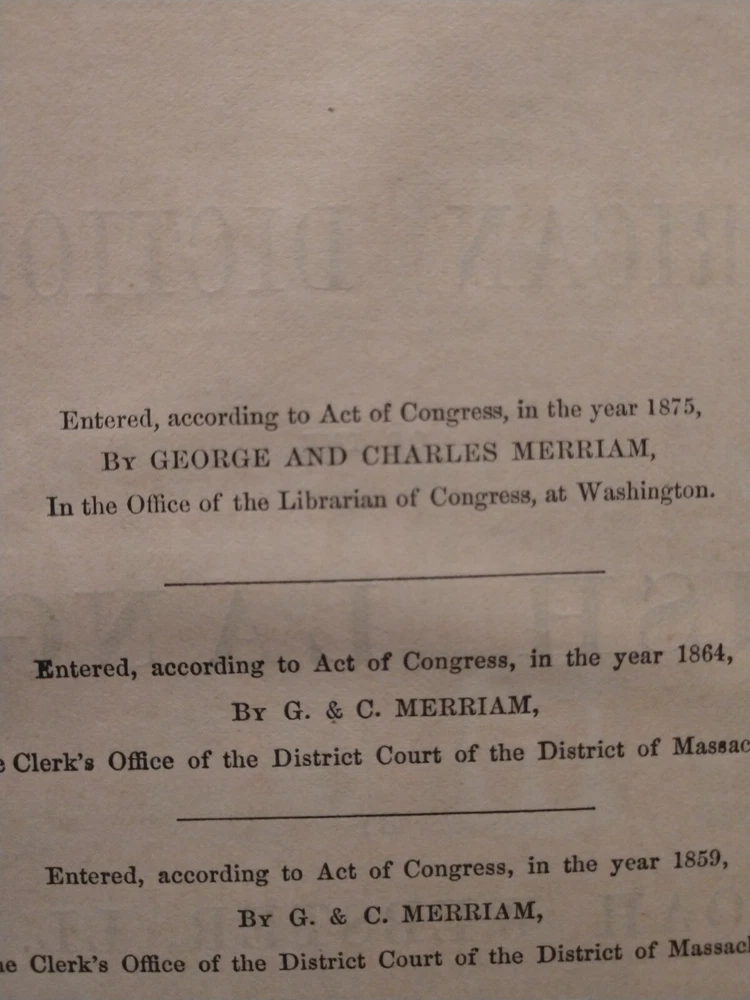 Entered, according to Act of Congress, in the year 1875,
By GEORGE AND CHARLES MERRIAM,
In the Office of the Librarian of Congress, at Washington.
Entered, according to Act of Congress, in the year 1864,
By G. & C. MERRIAM,
e Clerk's Office of the District Court of the District of Massac
Entered, according to Act of Congress, in the year 1859,
By G. & C. MERRIAM,
he Clerk's Office of the District Court of the District of Massach